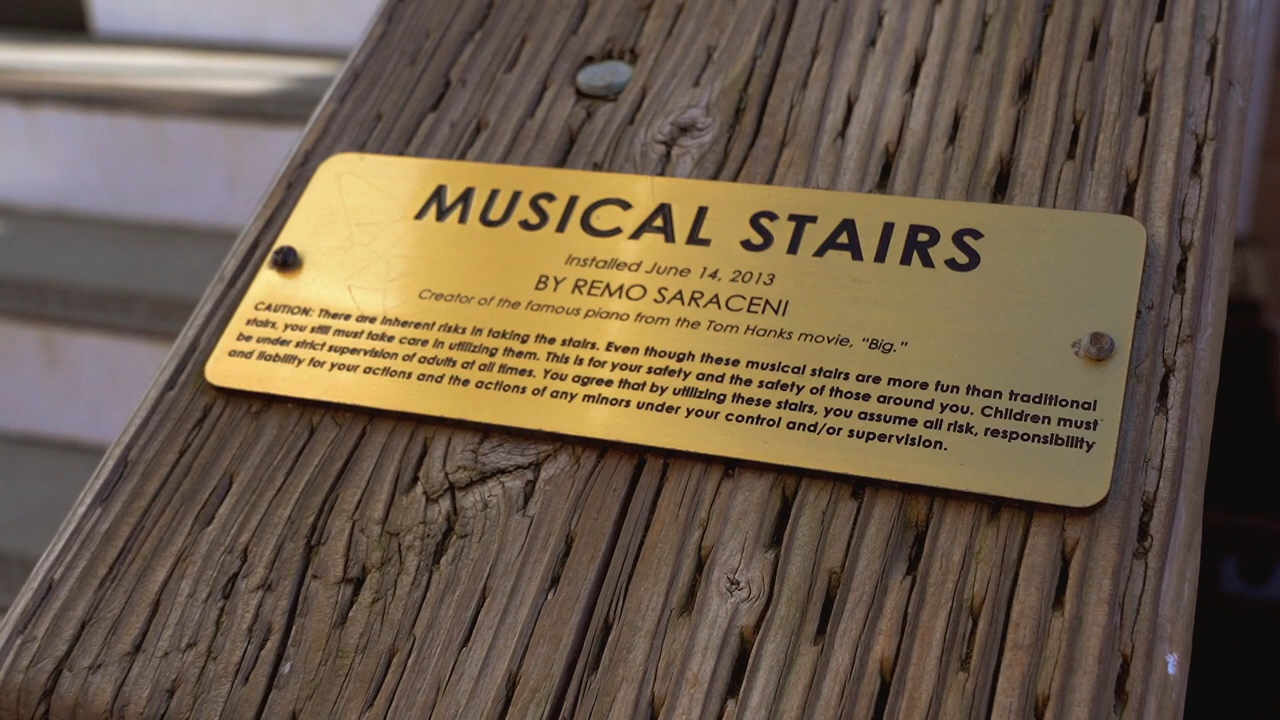 MUSICAL STAIRS
Installed June 14, 2013
BY REMO SARACENI
Creator of the famous piano from the Tom Hanks movie, “Big.”
CAUTION: There are inherent risks in taking the stairs. Even though these musical stairs are more fun than traditional
stairs, you still must take care in utilizing them. This is for your safety and the safety of those around you. Children must
be under strict supervision of adults at all times. You agree that by utilizing these stairs, you assume all risk, responsibility
and liability for your actions and the actions of any minors under your control and/or supervision.